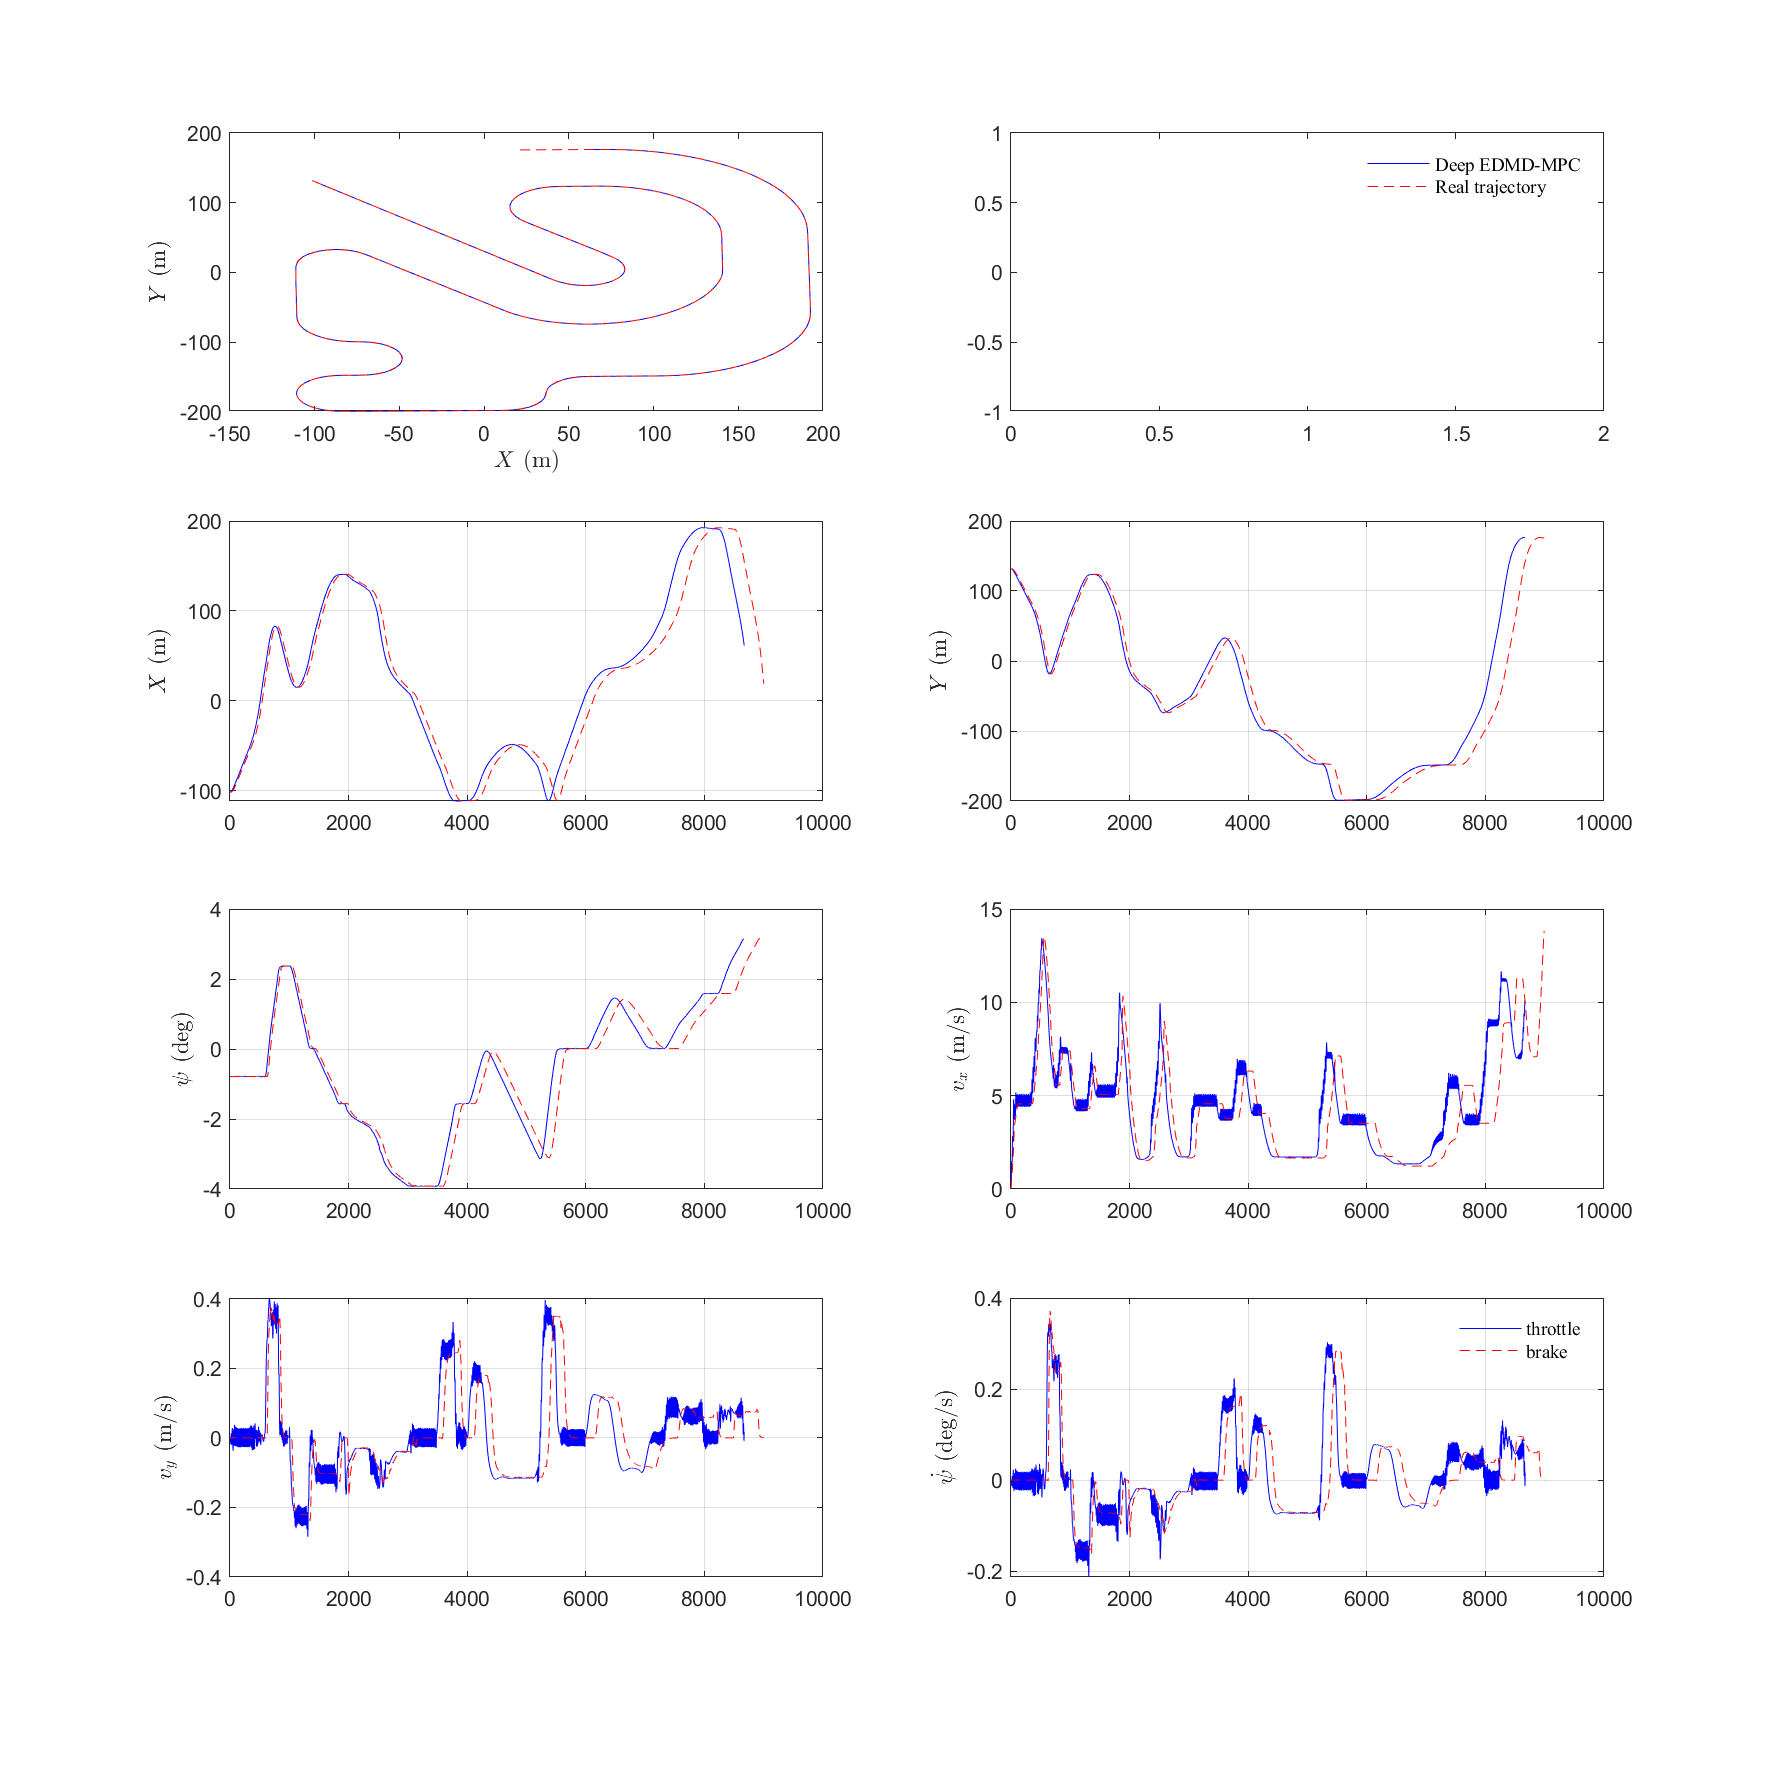 200
100
0
-100
-200
Y (m)
-150 -100 -50 0 50 100 150 200
X (m)
1
0.5
0
-0.5
-1
0 0.5 1 1.5 2
Deep EDMD-MPC
Real trajectory
200
100
0
-100
X (m)
0 2000 4000 6000 8000 10000
200
100
0
-100
-200
Y (m)
0 2000 4000 6000 8000 10000
4
2
0
-2
-4
ψ (deg)
0 2000 4000 6000 8000 10000
15
10
5
0
v_x (m/s)
0 2000 4000 6000 8000 10000
0.4
0.2
0
-0.2
-0.4
v_y (m/s)
0 2000 4000 6000 8000 10000
0.4
0.2
0
-0.2
ψ̇ (deg/s)
throttle
brake
0 2000 4000 6000 8000 10000